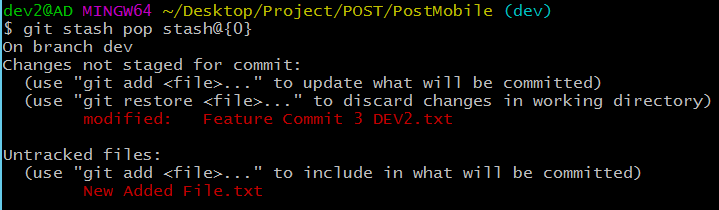 dev2@AD MINGW64 ~/Desktop/Project/POST/PostMobile (dev)
$ git stash pop stash@{0}
On branch dev
Changes not staged for commit:
  (use "git add <file>..." to update what will be committed)
  (use "git restore <file>..." to discard changes in working directory)
        modified:   Feature Commit 3 DEV2.txt

Untracked files:
  (use "git add <file>..." to include in what will be committed)
        New Added File.txt